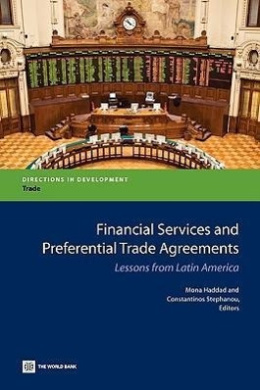 DIRECTIONS IN DEVELOPMENT
Trade
Financial Services and
Preferential Trade Agreements
Lessons from Latin America
Mona Haddad and
Constantinos Stephanou,
Editors
THE WORLD BANK